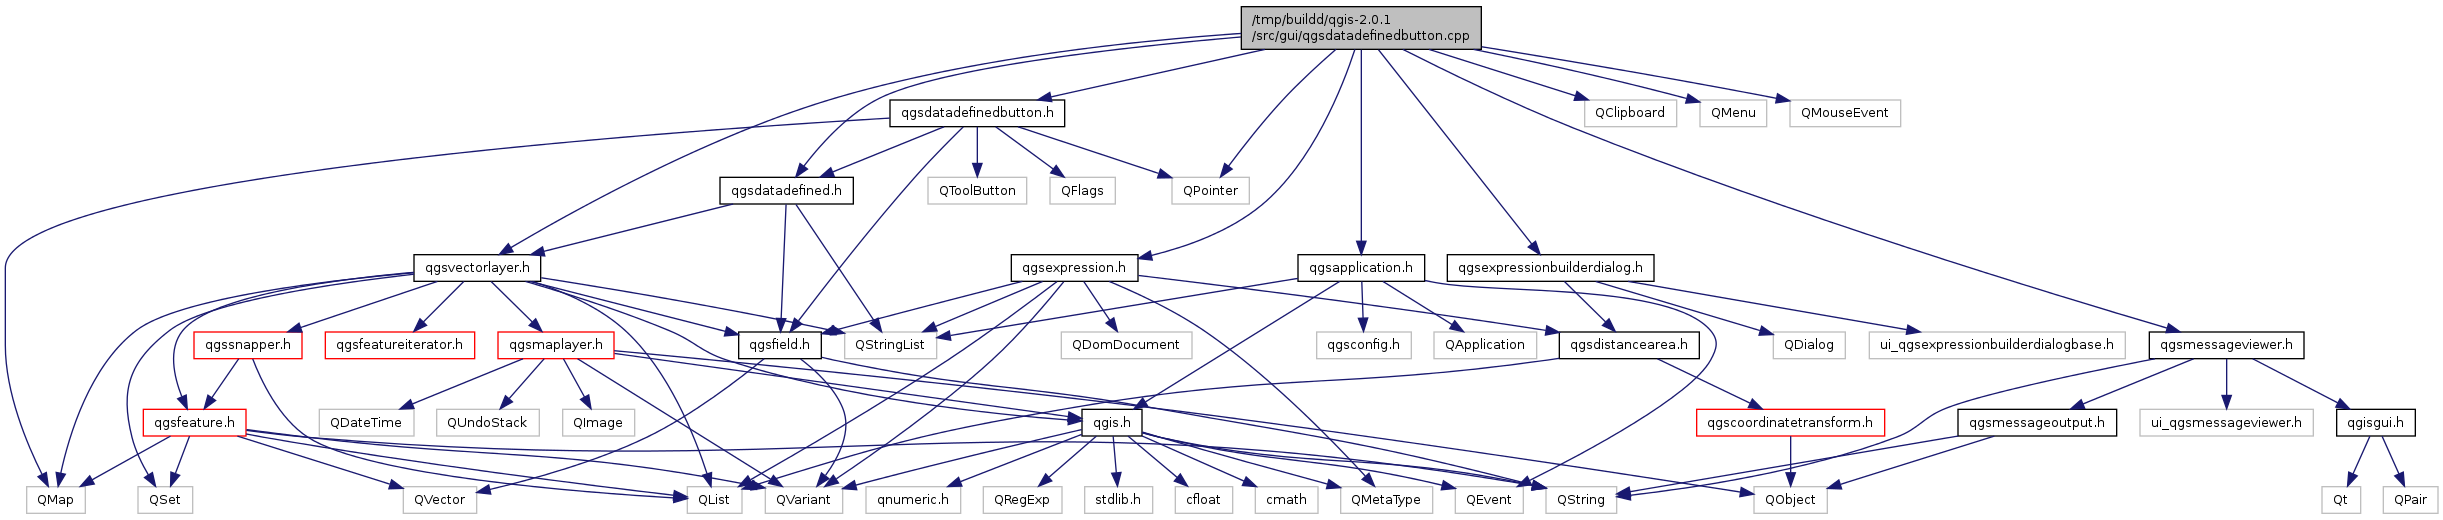 /tmp/buildd/qgis-2.0.1
/src/gui/qgsdatadefinedbutton.cpp
qgsdatadefinedbutton.h
QClipboard
QMenu
QMouseEvent
qgsdatadefined.h
QToolButton
QFlags
QPointer
qgsvectorlayer.h
qgsexpression.h
qgsapplication.h
qgsexpressionbuilderdialog.h
qgssnapper.h
qgsfeatureiterator.h
qgsmaplayer.h
qgsfield.h
QStringList
QDomDocument
qgsconfig.h
QApplication
qgsdistancearea.h
QDialog
ui_qgsexpressionbuilderdialogbase.h
qgsmessageviewer.h
qgsfeature.h
QDateTime
QUndoStack
QImage
qgis.h
qgscoordinatetransform.h
qgsmessageoutput.h
ui_qgsmessageviewer.h
qgisgui.h
QMap
QSet
QVector
QList
QVariant
qnumeric.h
QRegExp
stdlib.h
cfloat
cmath
QMetaType
QEvent
QString
QObject
Qt
QPair